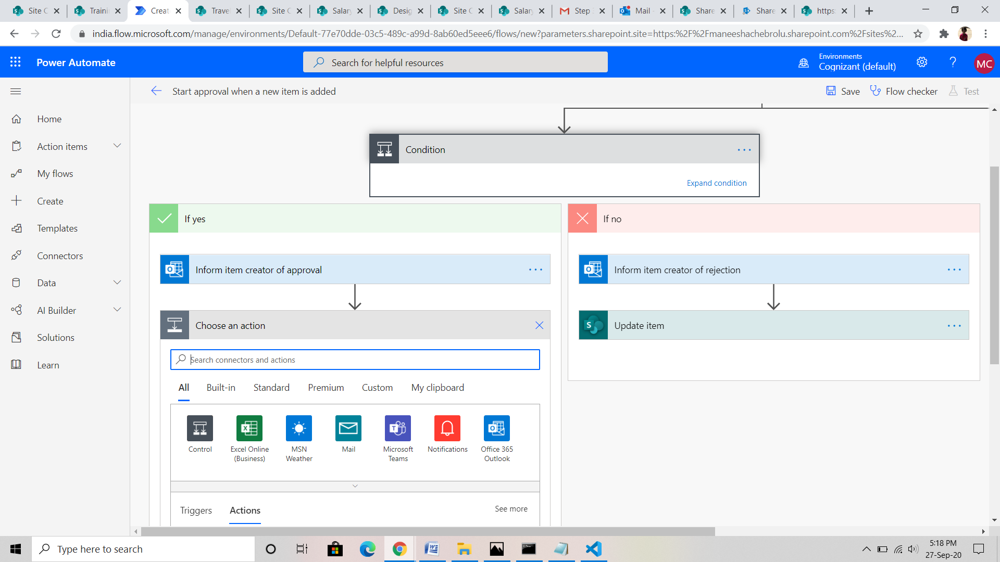 Site C
Traini
Creat
Trave
Site C
Salary
Desig
Site C
Salary
Step
Mail -
Share
Share
https:
india.flow.microsoft.com/manage/environments/Default-77e70dde-03c5-489c-a99d-8ab60ed5eee6/flows/new?parameters.sharepoint.site=https:%2F%2Fmaneeshachebrolu.sharepoint.com%2Fsites%2...
Power Automate
Search for helpful resources
Environments
Cognizant (default)
?
MC
Start approval when a new item is added
Save
Flow checker
Test
Home
Action items
My flows
Create
Templates
Connectors
Data
AI Builder
Solutions
Learn
Condition
Expand condition
If yes
Inform item creator of approval
Choose an action
Search connectors and actions
All
Built-in
Standard
Premium
Custom
My clipboard
Control
Excel Online
(Business)
MSN
Weather
Mail
Microsoft
Teams
Notifications
Office 365
Outlook
Triggers
Actions
See more
If no
Inform item creator of rejection
Update item
Type here to search
5:18 PM
27-Sep-20